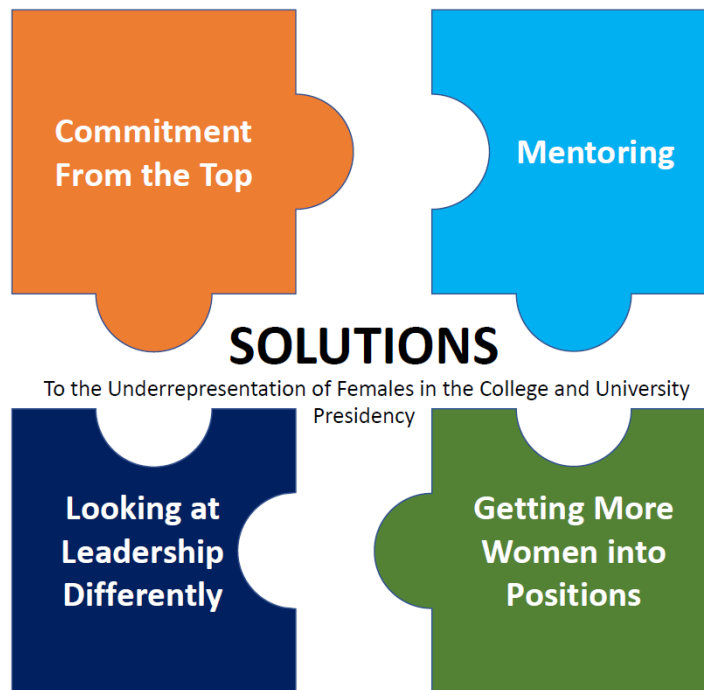 Commitment
From the Top
Mentoring
SOLUTIONS
To the Underrepresentation of Females in the College and University
Presidency
Looking at
Leadership
Differently
Getting More
Women into
Positions